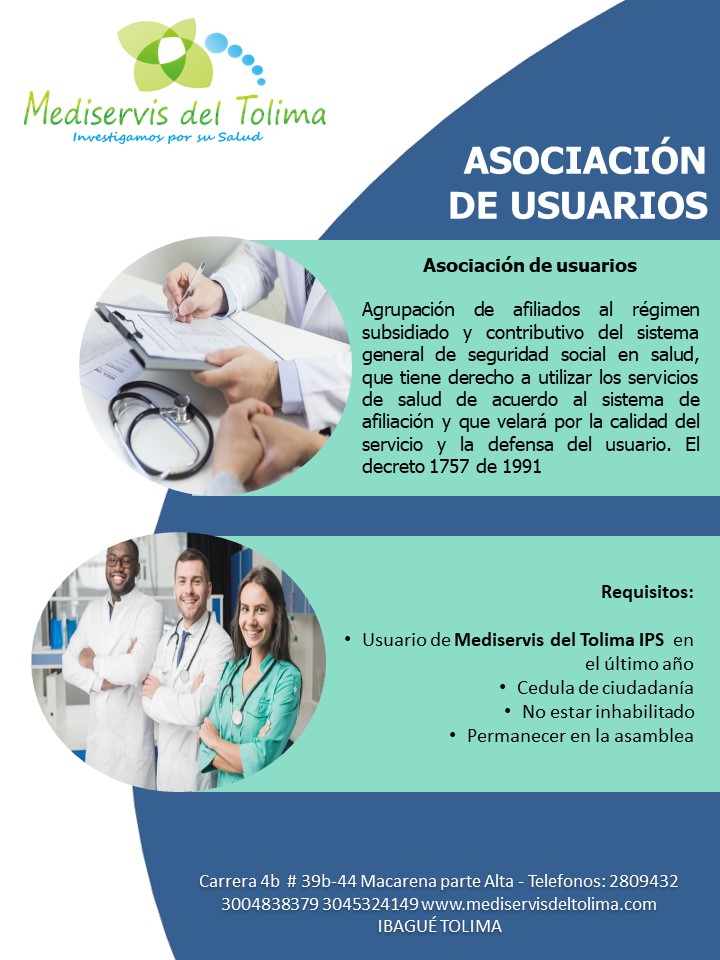 Mediservis del Tolima
Investigamos por su Salud
ASOCIACIÓN
DE USUARIOS
Asociación de usuarios
Agrupación de afiliados al régimen
subsidiado y contributivo del sistema
general de seguridad social en salud,
que tiene derecho a utilizar los servicios
de salud de acuerdo al sistema de
afiliación y que velará por la calidad del
servicio y la defensa del usuario. El
decreto 1757 de 1991
Requisitos:
• Usuario de Mediservis del Tolima IPS en
el último año
• Cedula de ciudadanía
• No estar inhabilitado
• Permanecer en la asamblea
Carrera 4b # 39b-44 Macarena parte Alta - Telefonos: 2809432
3004838379 3045324149 www.mediservisdeltolima.com
IBAGUÉ TOLIMA